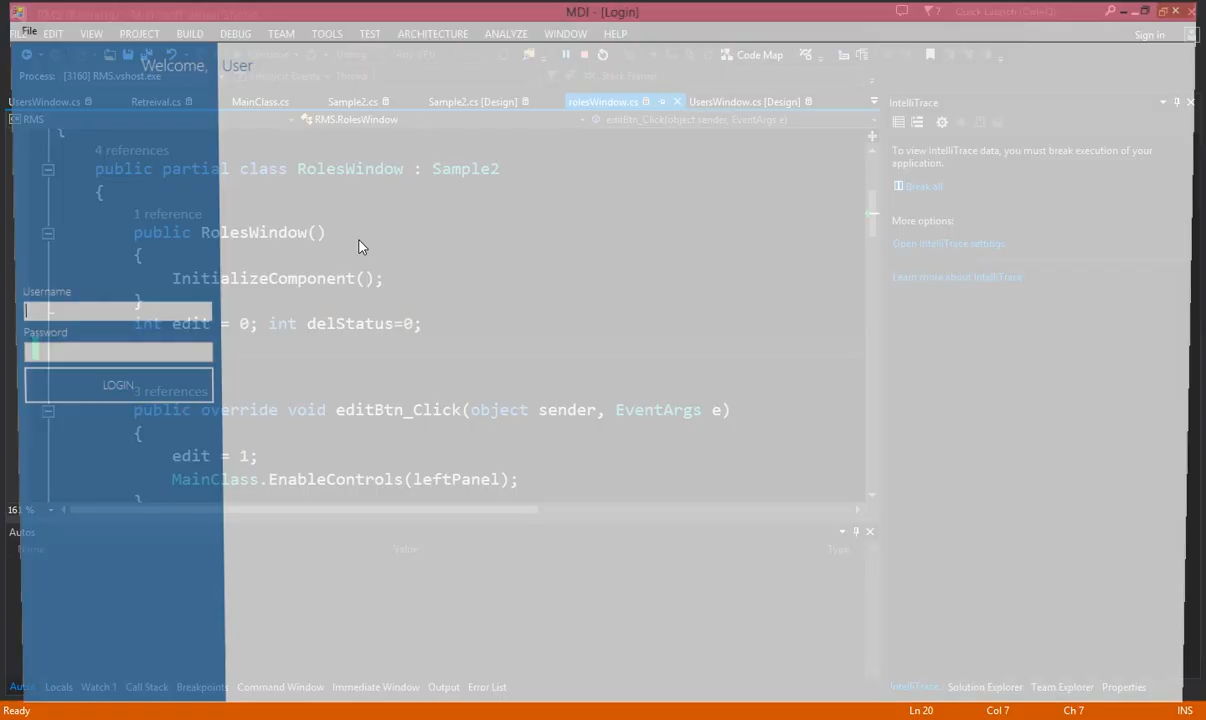 MDI - [Login]
Quick Launch (Ctrl+Q)
File
FILE EDIT VIEW PROJECT BUILD DEBUG TEAM TOOLS TEST ARCHITECTURE ANALYZE WINDOW HELP
Sign in
Code Map
Welcome, User
Process: [3160] RMS.vshost.exe
UsersWindow.cs Retreival.cs MainClass.cs Sample2.cs Sample2.cs [Design] rolesWindow.cs UsersWindow.cs [Design]
IntelliTrace
RMS RMS.RolesWindow editBtn_Click(object sender, EventArgs e)
{
4 references
public partial class RolesWindow : Sample2
{
1 reference
public RolesWindow()
{
InitializeComponent();
}
int edit = 0; int delStatus=0;
3 references
public override void editBtn_Click(object sender, EventArgs e)
{
edit = 1;
MainClass.EnableControls(leftPanel);
}
Username
Password
LOGIN
To view IntelliTrace data, you must break execution of your
application.
Break all
More options:
Open IntelliTrace settings
Learn more about IntelliTrace
161 %
Autos
Name Value Type
Autos Locals Watch 1 Call Stack Breakpoints Command Window Immediate Window Output Error List
IntelliTrace Solution Explorer Team Explorer Properties
Ready Ln 20 Col 7 Ch 7 INS